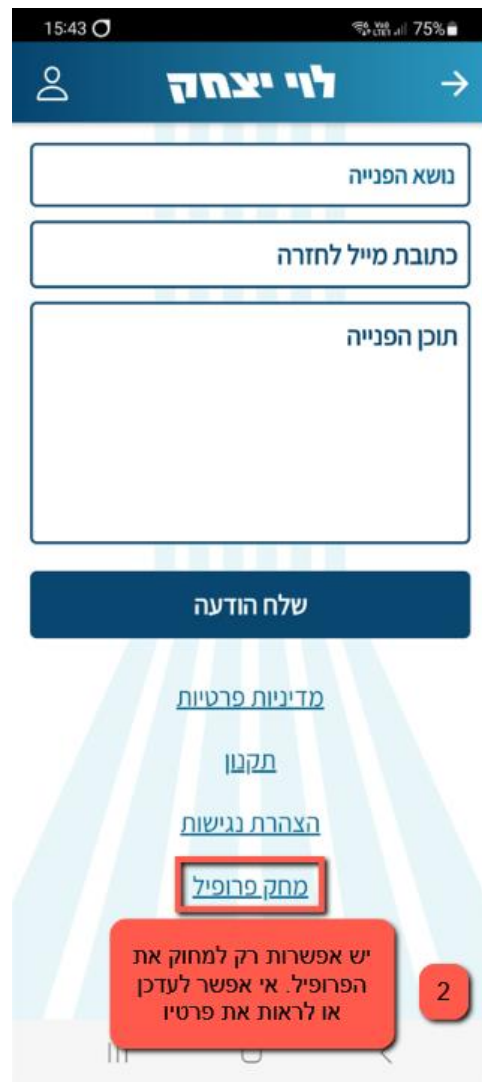 15:43 75%
לוי יצחק
נושא הפנייה
כתובת מייל לחזרה
תוכן הפנייה
שלח הודעה
מדיניות פרטיות
תקנון
הצהרת נגישות
מחק פרופיל
יש אפשרות רק למחוק את
הפרופיל. אי אפשר לעדכן
או לראות את פרטיו
2